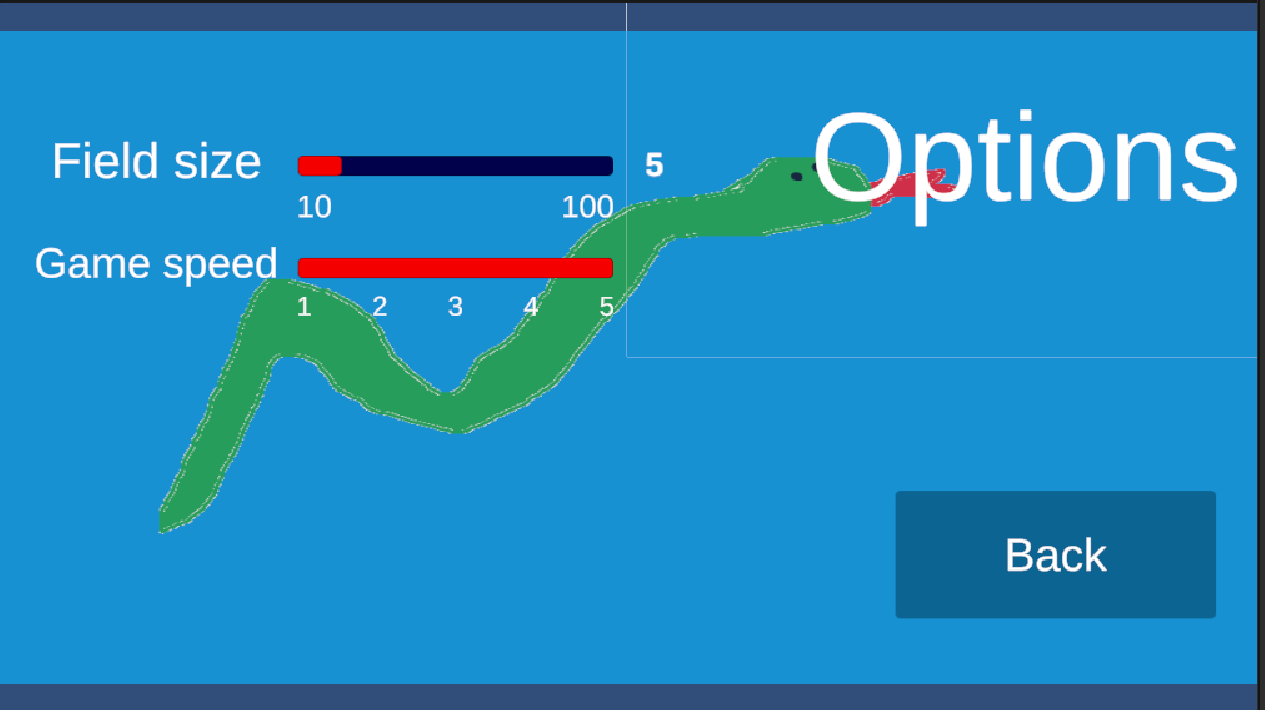 Options
Field size
5
10 100
Game speed
1 2 3 4 5
Back